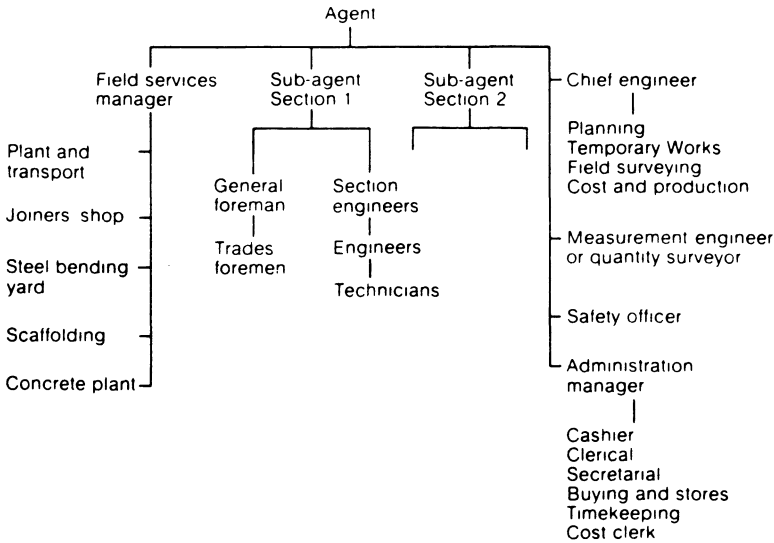 Agent
Field services
manager
Plant and
transport
Joiners shop
Steel bending
yard
Scaffolding
Concrete plant
Sub-agent
Section 1
General
foreman
Trades
foremen
Section
engineers
Engineers
Technicians
Sub-agent
Section 2
Chief engineer
Planning
Temporary Works
Field surveying
Cost and production
Measurement engineer
or quantity surveyor
Safety officer
Administration
manager
Cashier
Clerical
Secretarial
Buying and stores
Timekeeping
Cost clerk